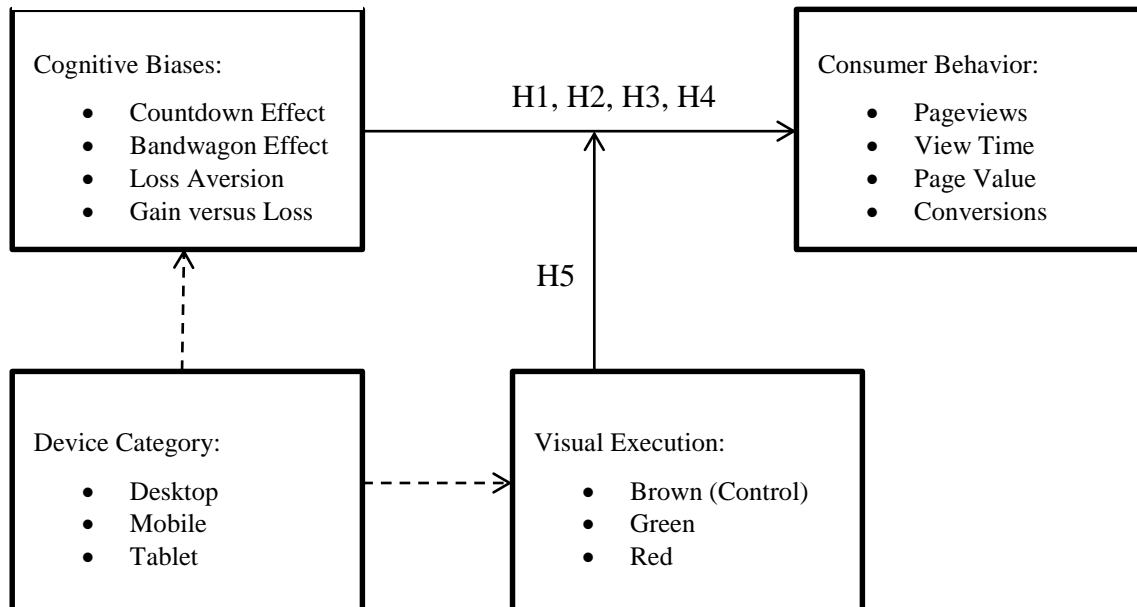 Cognitive Biases:
• Countdown Effect
• Bandwagon Effect
• Loss Aversion
• Gain versus Loss
H1, H2, H3, H4
Consumer Behavior:
• Pageviews
• View Time
• Page Value
• Conversions
H5
Device Category:
• Desktop
• Mobile
• Tablet
Visual Execution:
• Brown (Control)
• Green
• Red